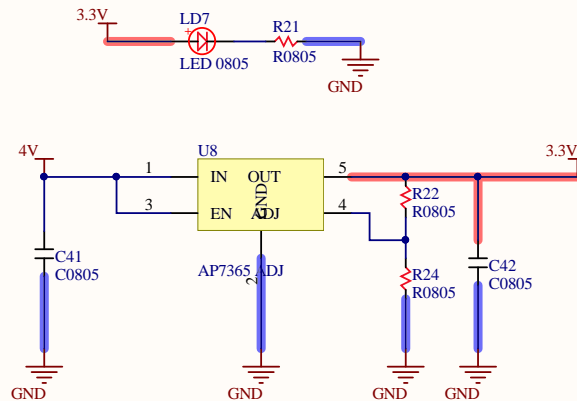 3.3V
LD7
LED 0805
R21
R0805
GND
4V
U8
1
IN
OUT
5
3.3V
3
EN
GND
ADJ
4
R22
R0805
C41
C0805
AP7365 ADJ
2
R24
R0805
C42
C0805
GND
GND
GND
GND